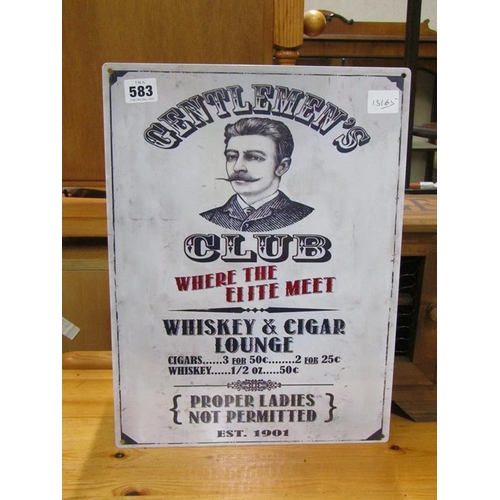 583
13165
GENTLEMEN'S
CLUB
WHERE THE
ELITE MEET
WHISKEY & CIGAR
LOUNGE
CIGARS......3 FOR 50¢........2 FOR 25¢
WHISKEY......1/2 OZ.....50¢
{ PROPER LADIES }
NOT PERMITTED
EST. 1901